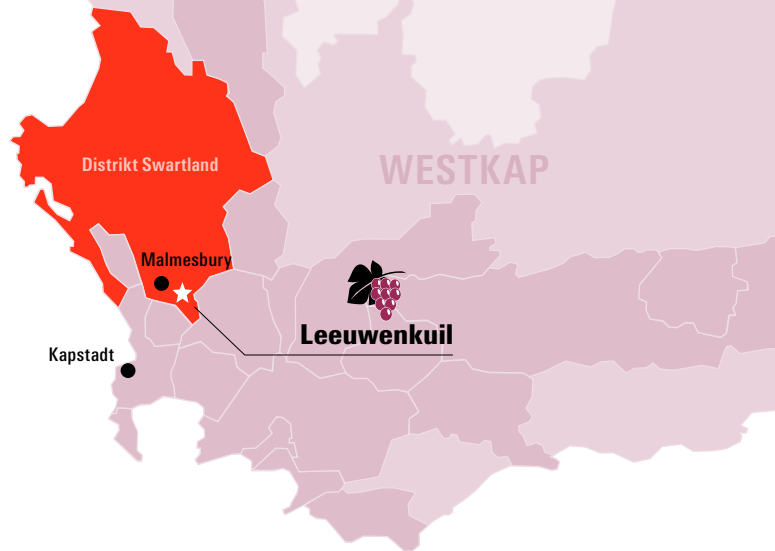 Distrikt Swartland
WESTKAP
Malmesbury
Leeuwenkuil
Kapstadt